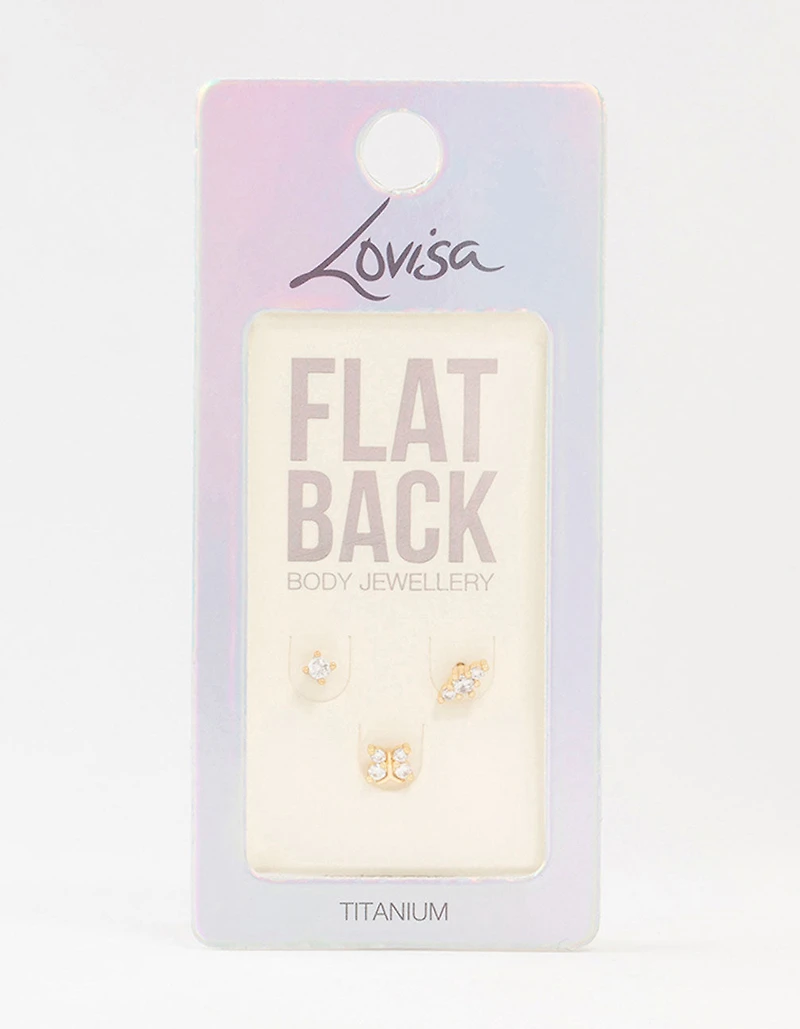 Lovisa
FLAT
BACK
BODY JEWELLERY
TITANIUM